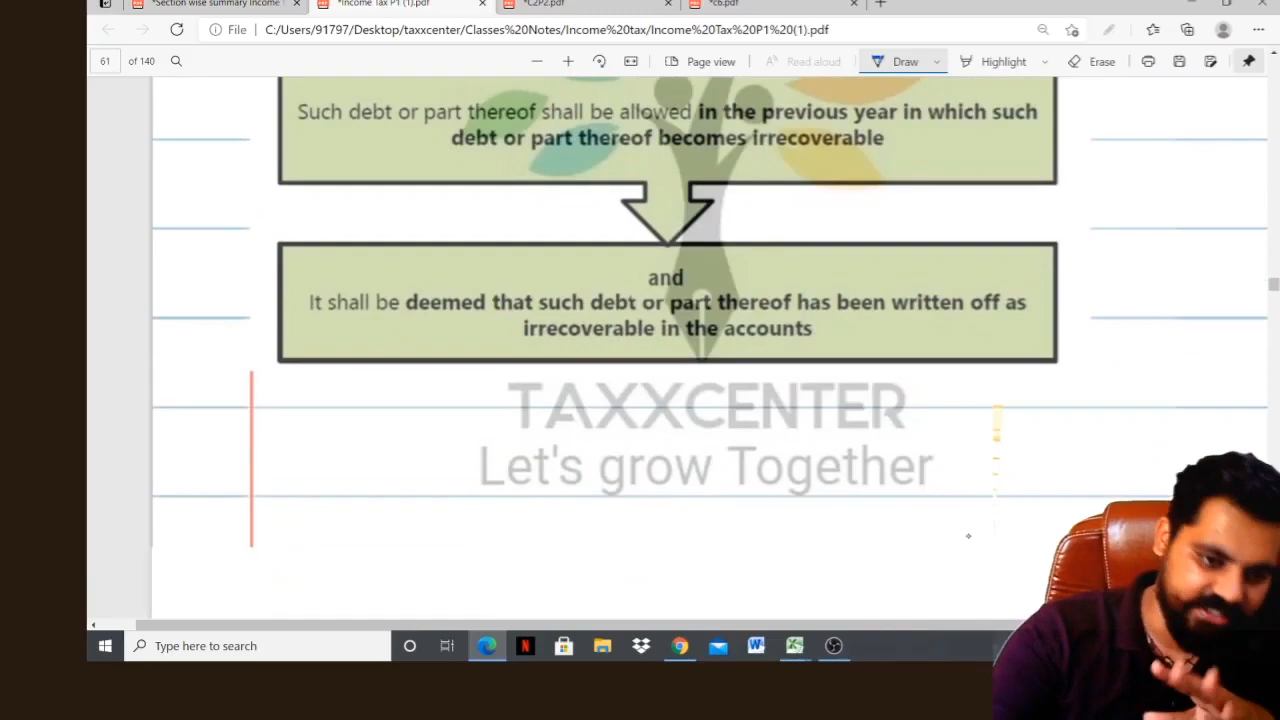 *Section wise summary Income
*Income Tax P1 (1).pdf
*C2P2.pdf
File
C:/Users/91797/Desktop/taxxcenter/Classes%20Notes/Income%20tax/Income%20Tax%20P1%20(1).pdf
61 of 140
Page view
Read aloud
Draw
Highlight
Erase
Such debt or part thereof shall be allowed in the previous year in which such
debt or part thereof becomes irrecoverable
and
It shall be deemed that such debt or part thereof has been written off as
irrecoverable in the accounts
TAXXCENTER
Let's grow Together
Type here to search